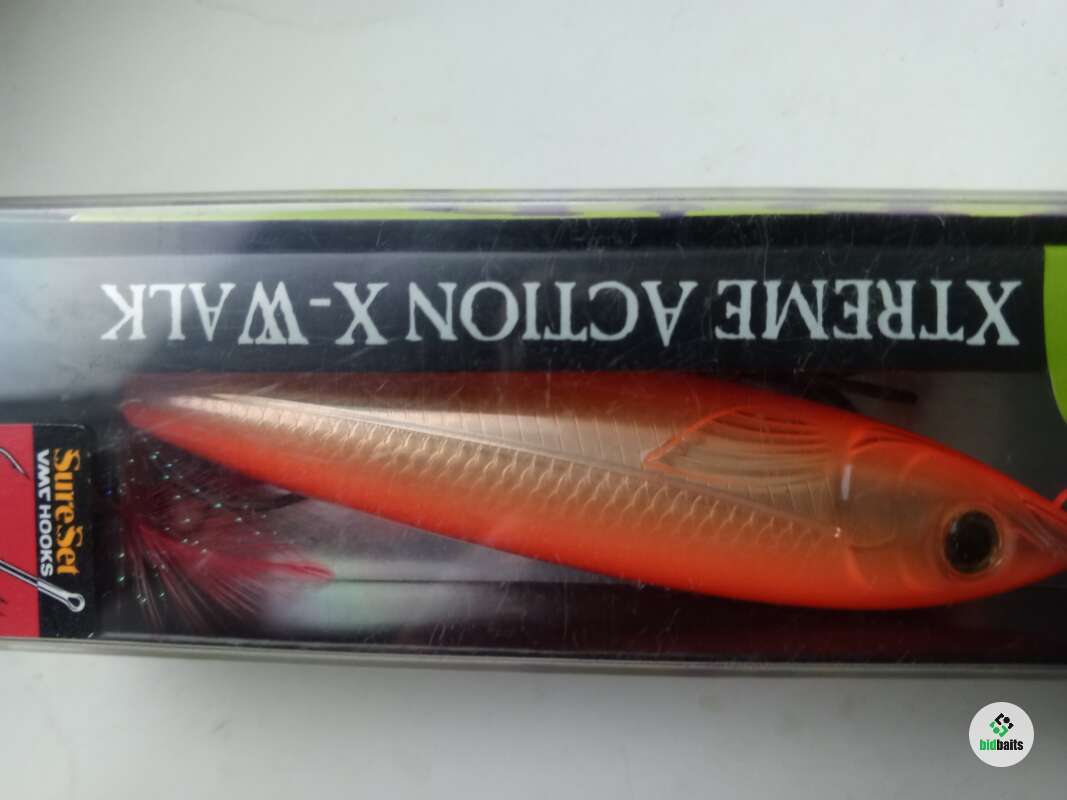 XTREME ACTION X-WALK
SureSet
VMC HOOKS
bidbaits